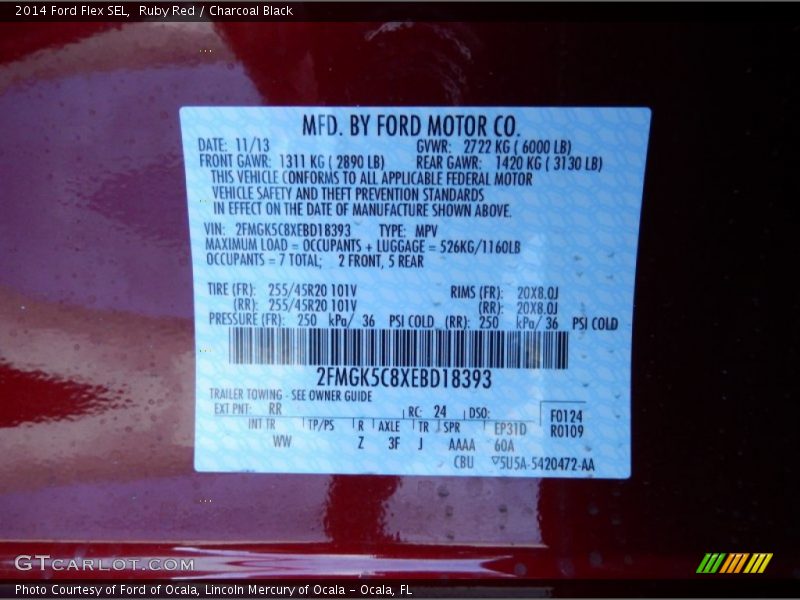 2014 Ford Flex SEL,  Ruby Red / Charcoal Black
MFD. BY FORD MOTOR CO.
DATE: 11/13 GVWR: 2722 KG ( 6000 LB)
FRONT GAWR: 1311 KG ( 2890 LB) REAR GAWR: 1420 KG ( 3130 LB)
THIS VEHICLE CONFORMS TO ALL APPLICABLE FEDERAL MOTOR
VEHICLE SAFETY AND THEFT PREVENTION STANDARDS
IN EFFECT ON THE DATE OF MANUFACTURE SHOWN ABOVE.
VIN: 2FMGK5C8XEBD18393 TYPE: MPV
MAXIMUM LOAD = OCCUPANTS + LUGGAGE = 526KG/1160LB
OCCUPANTS = 7 TOTAL; 2 FRONT, 5 REAR
TIRE (FR): 255/45R20 101V RIMS (FR): 20X8.0J
(RR): 255/45R20 101V (RR): 20X8.0J
PRESSURE (FR): 250 kPa/ 36 PSI COLD (RR): 250 kPa/ 36 PSI COLD
2FMGK5C8XEBD18393
TRAILER TOWING - SEE OWNER GUIDE
EXT PNT: RR RC: 24 DSO: F0124
INT TR TP/PS R AXLE TR SPR EP31D R0109
WW Z 3F J AAAA 60A
CBU ▽5U5A-5420472-AA
GTCARLOT.COM
Photo Courtesy of Ford of Ocala, Lincoln Mercury of Ocala - Ocala, FL